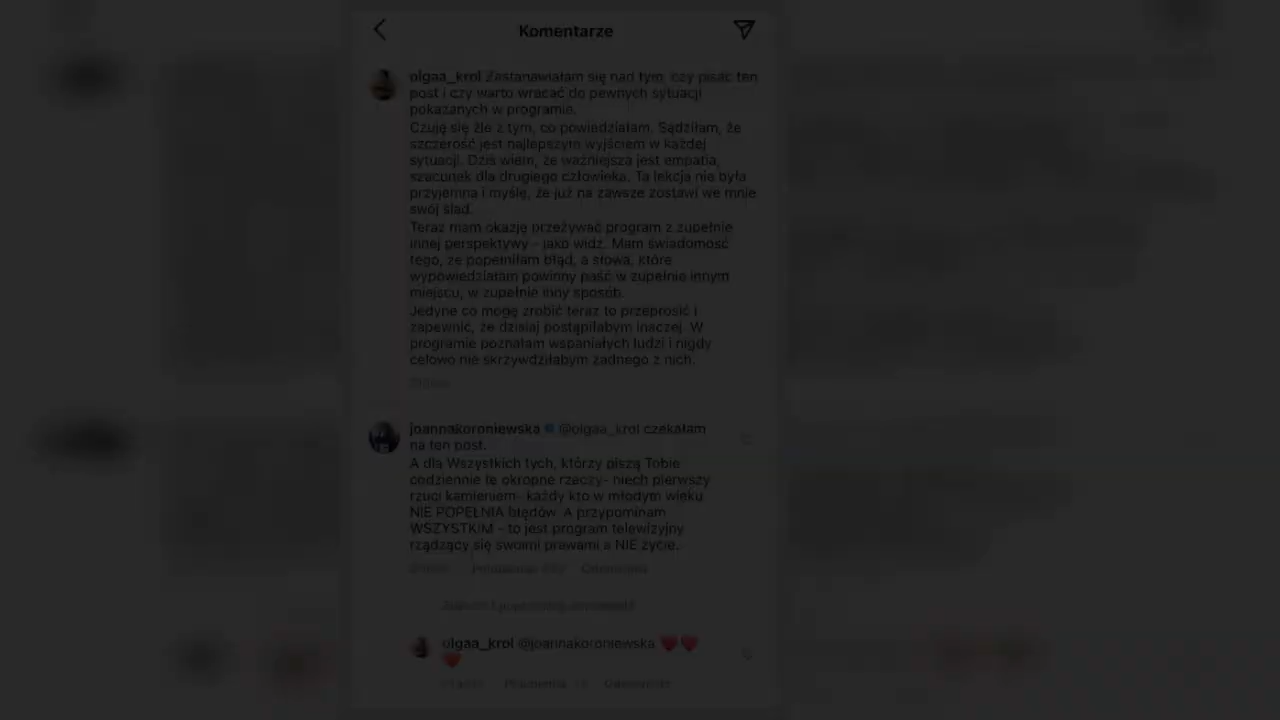 Komentarze
olgaa_krol Zastanawiałam się nad tym, czy pisać ten
post i czy warto wracać do pewnych sytuacji
pokazanych w programie.
Czuję się źle z tym, co powiedziałam. Sądziłam, że
szczerość jest najlepszym wyjściem w każdej
sytuacji. Dziś wiem, że ważniejsza jest empatia,
szacunek dla drugiego człowieka. Ta lekcja nie była
przyjemna i myślę, że już na zawsze zostawi we mnie
swój ślad.
Teraz mam okazję przeżywać program z zupełnie
innej perspektywy - jako widz. Mam świadomość
tego, że popełniłam błąd, a słowa, które
wypowiedziałam powinny paść w zupełnie innym
miejscu, w zupełnie inny sposób.
Jedyne co mogę zrobić teraz to przeprosić i
zapewnić, że dzisiaj postąpiłabym inaczej. W
programie poznałam wspaniałych ludzi i nigdy
celowo nie skrzywdziłabym żadnego z nich.
joannakoroniewska @olgaa_krol czekałam
na ten post.
A dla Wszystkich tych, którzy piszą Tobie
codziennie te okropne rzeczy- niech pierwszy
rzuci kamieniem- każdy kto w młodym wieku
NIE POPEŁNIA błędów. A przypominam
WSZYSTKIM - to jest program telewizyjny
rządzący się swoimi prawami a NIE życie.
Odpowiedz
olgaa_krol @joannakoroniewska ❤️❤️
❤️
Polubienia Odpowiedz